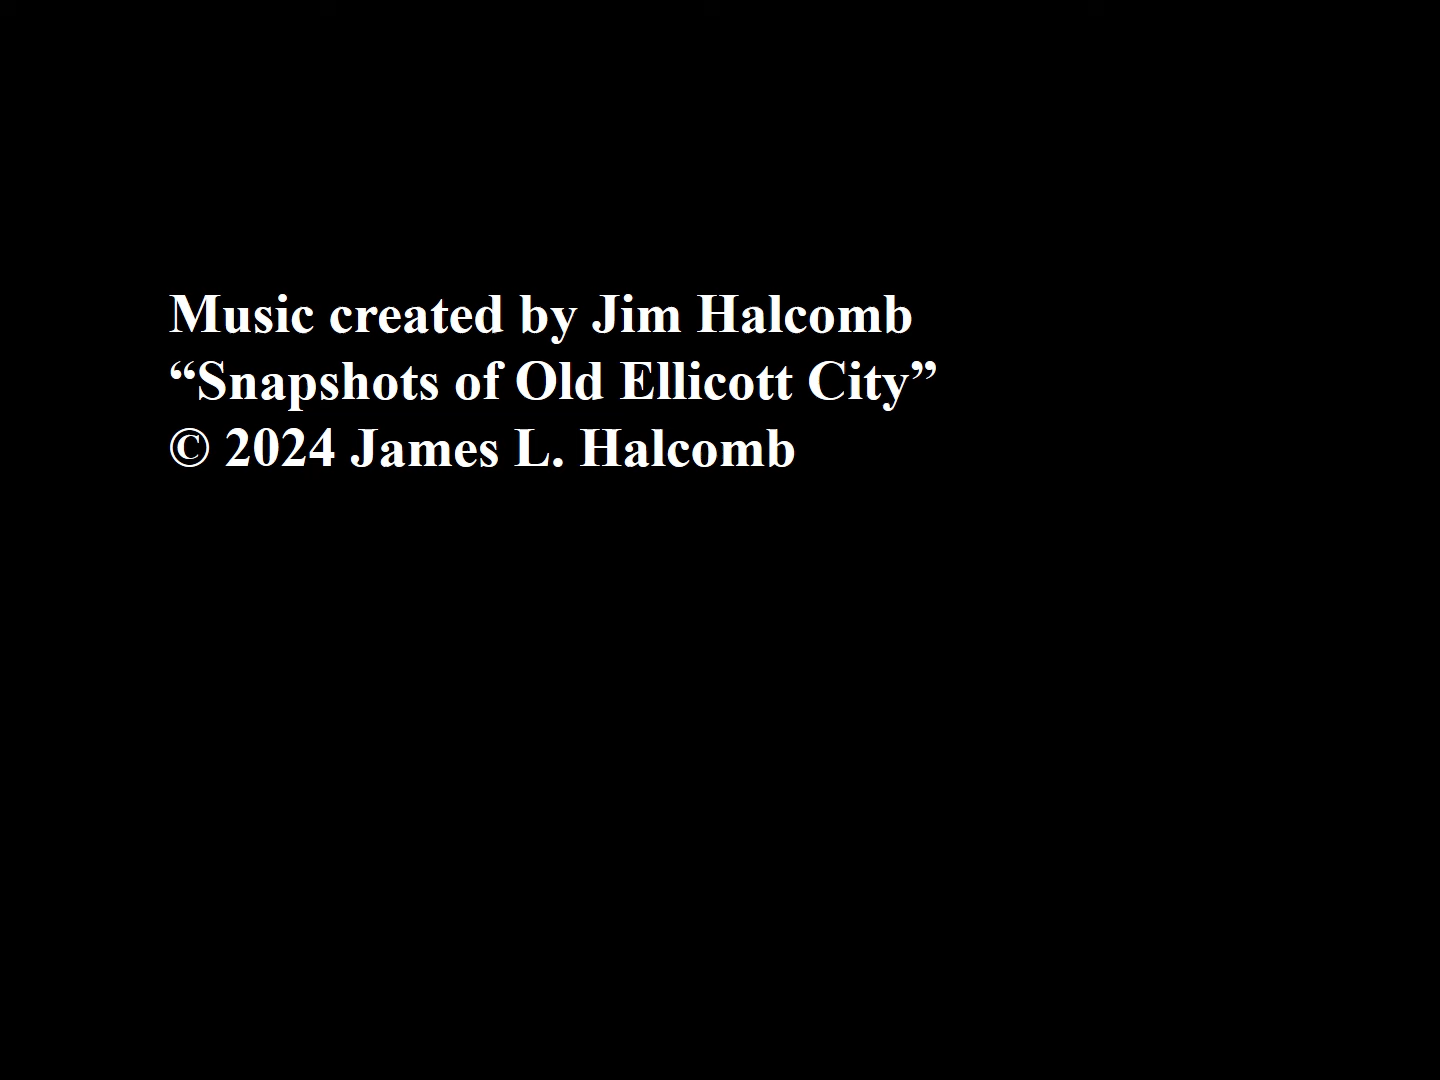 Music created by Jim Halcomb
“Snapshots of Old Ellicott City”
© 2024 James L. Halcomb